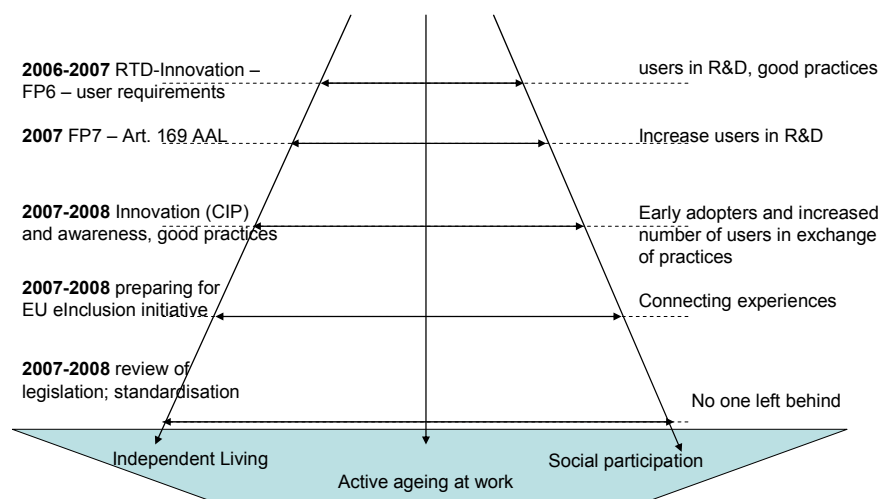 2006-2007 RTD-Innovation –
FP6 – user requirements
users in R&D, good practices
2007 FP7 – Art. 169 AAL
Increase users in R&D
2007-2008 Innovation (CIP)
and awareness, good practices
Early adopters and increased
number of users in exchange
of practices
2007-2008 preparing for
EU eInclusion initiative
Connecting experiences
2007-2008 review of
legislation; standardisation
No one left behind
Independent Living
Active ageing at work
Social participation